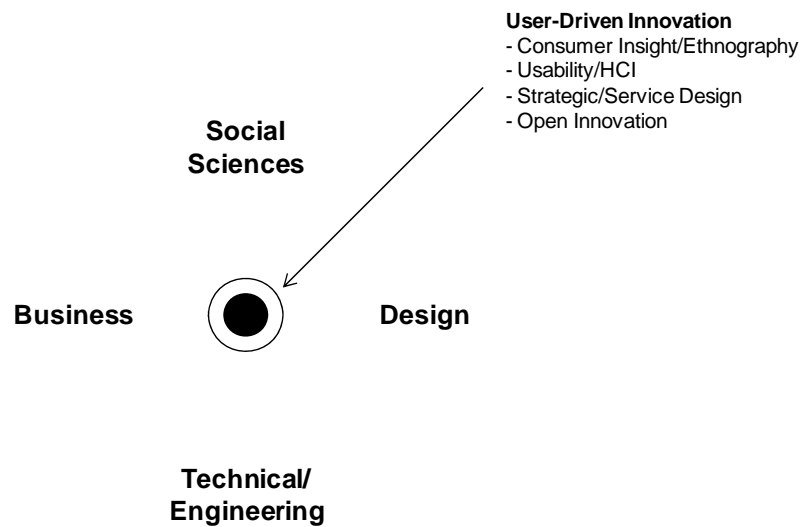 User-Driven Innovation
- Consumer Insight/Ethnography
- Usability/HCI
- Strategic/Service Design
- Open Innovation
Social
Sciences
Business
Design
Technical/
Engineering